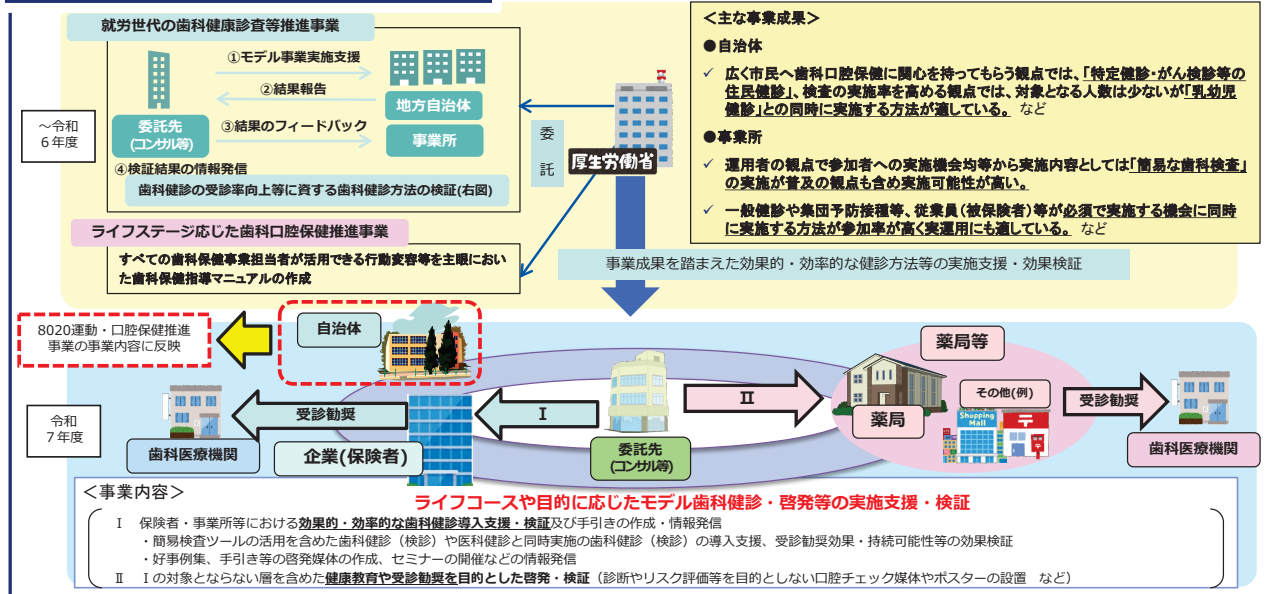 就労世代の歯科健康診査等推進事業
①モデル事業実施支援
②結果報告
地方自治体
委託先
(コンサル等)
③結果のフィードバック
事業所
④検証結果の情報発信
歯科健診の受診率向上等に資する歯科健診方法の検証(右図)
～令和
6年度
委
託
厚生労働省
ライフステージ応じた歯科口腔保健推進事業
すべての歯科保健事業担当者が活用できる行動変容等を主眼におい
た歯科保健指導マニュアルの作成
＜主な事業成果＞
●自治体
✓ 広く市民へ歯科口腔保健に関心を持ってもらう観点では、「特定健診・がん検診等の
住民健診」、検査の実施率を高める観点では、対象となる人数は少ないが「乳幼児
健診」との同時に実施する方法が適している。 など
●事業所
✓ 運用者の観点で参加者への実施機会均等から実施内容としては「簡易な歯科検査」
の実施が普及の観点も含め実施可能性が高い。
✓ 一般健診や集団予防接種等、従業員(被保険者)等が必須で実施する機会に同時
に実施する方法が参加率が高く実運用にも適している。 など
事業成果を踏まえた効果的・効率的な健診方法等の実施支援・効果検証
8020運動・口腔保健推進
事業の事業内容に反映
自治体
薬局等
薬局
その他(例)
Shopping
Mall
令和
7年度
受診勧奨
Ⅰ
Ⅱ
受診勧奨
歯科医療機関
企業(保険者)
委託先
(コンサル等)
歯科医療機関
＜事業内容＞
ライフコースや目的に応じたモデル歯科健診・啓発等の実施支援・検証
Ⅰ 保険者・事業所等における効果的・効率的な歯科健診導入支援・検証及び手引きの作成・情報発信
・簡易検査ツールの活用を含めた歯科健診（検診）や医科健診と同時実施の歯科健診（検診）の導入支援、受診勧奨効果・持続可能性等の効果検証
・好事例集、手引き等の啓発媒体の作成、セミナーの開催などの情報発信
Ⅱ Ⅰの対象とならない層を含めた健康教育や受診勧奨を目的とした啓発・検証（診断やリスク評価等を目的としない口腔チェック媒体やポスターの設置 など）